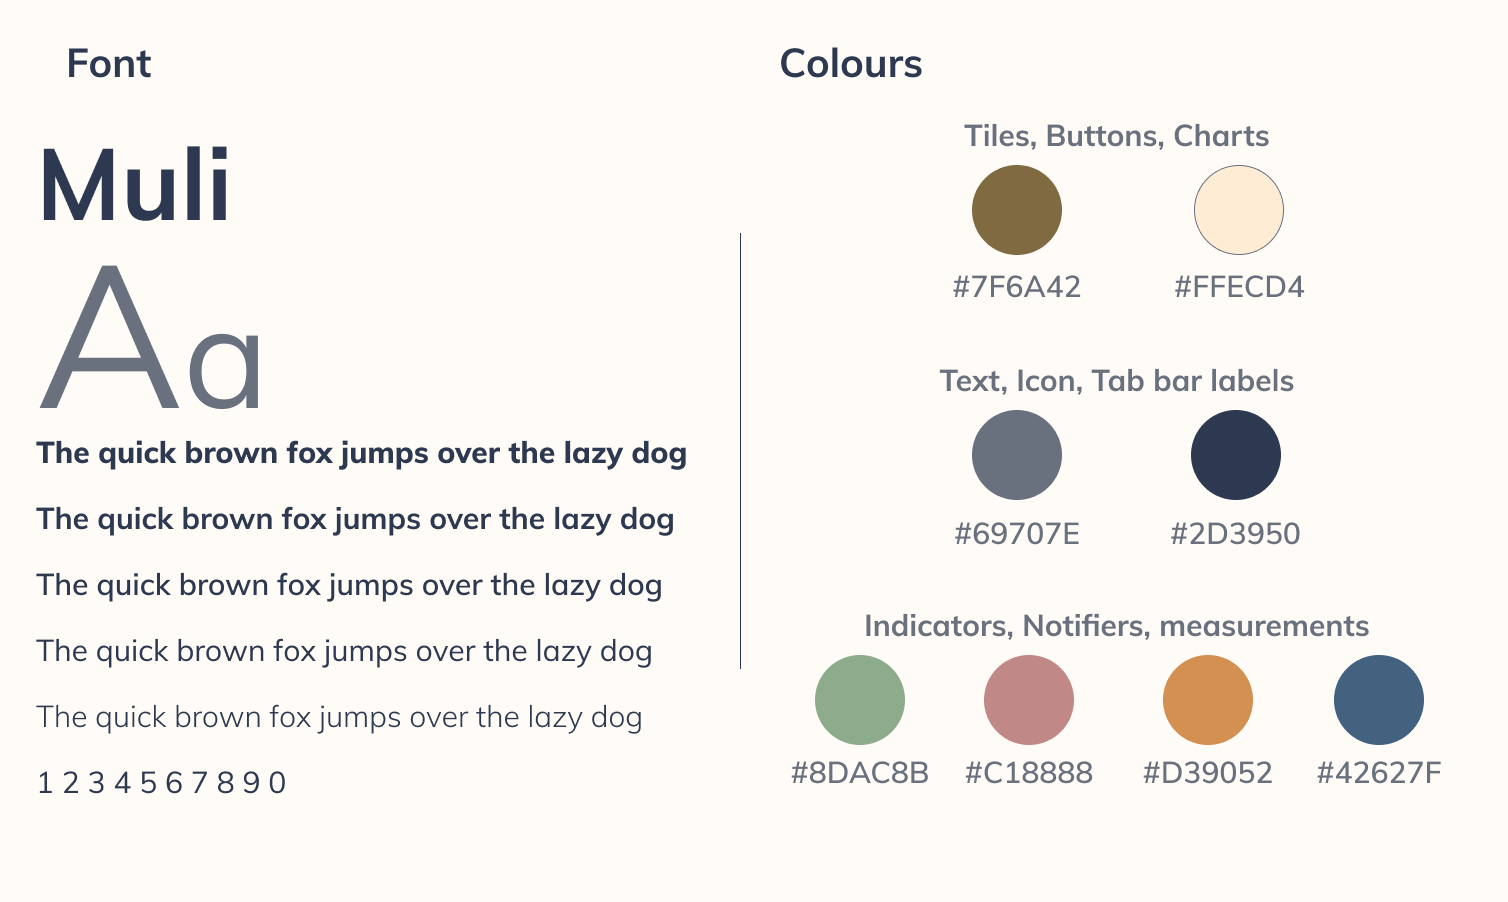 Font
Muli
Aa
The quick brown fox jumps over the lazy dog
The quick brown fox jumps over the lazy dog
The quick brown fox jumps over the lazy dog
The quick brown fox jumps over the lazy dog
The quick brown fox jumps over the lazy dog
1 2 3 4 5 6 7 8 9 0
Colours
Tiles, Buttons, Charts
#7F6A42 #FFECD4
Text, Icon, Tab bar labels
#69707E #2D3950
Indicators, Notifiers, measurements
#8DAC8B #C18888 #D39052 #42627F